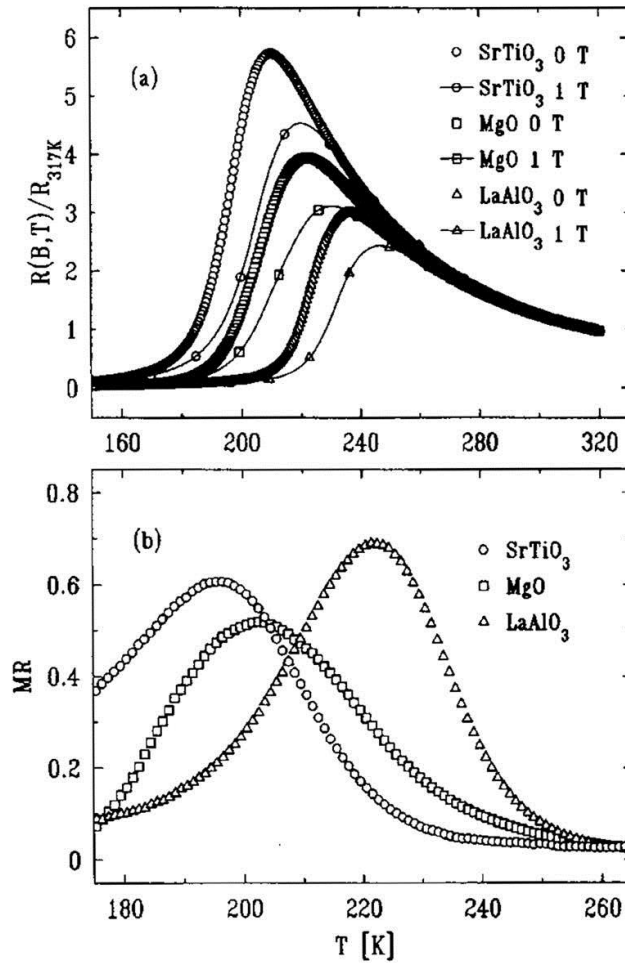 (a)
SrTiO₃ 0 T
SrTiO₃ 1 T
MgO 0 T
MgO 1 T
LaAlO₃ 0 T
LaAlO₃ 1 T
R(B,T)/R₃₁₇K
6
5
4
3
2
1
0
160 200 240 280 320
(b)
SrTiO₃
MgO
LaAlO₃
MR
0.8
0.6
0.4
0.2
0
180 200 220 240 260
T [K]